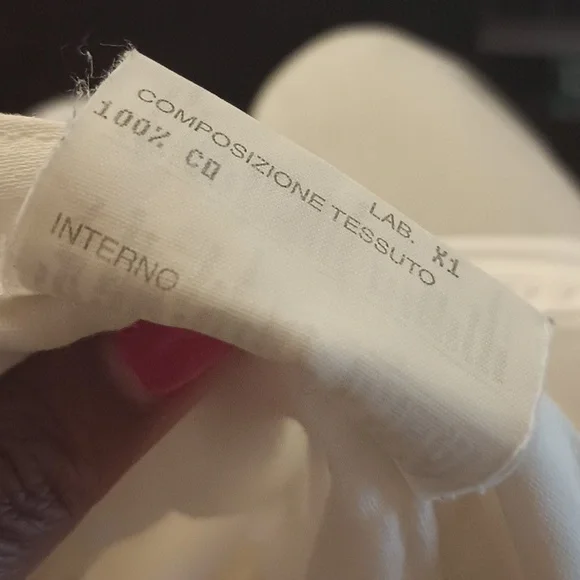 COMPOSIZIONE TESSUTO
100% CO
LAB. X1
INTERNO